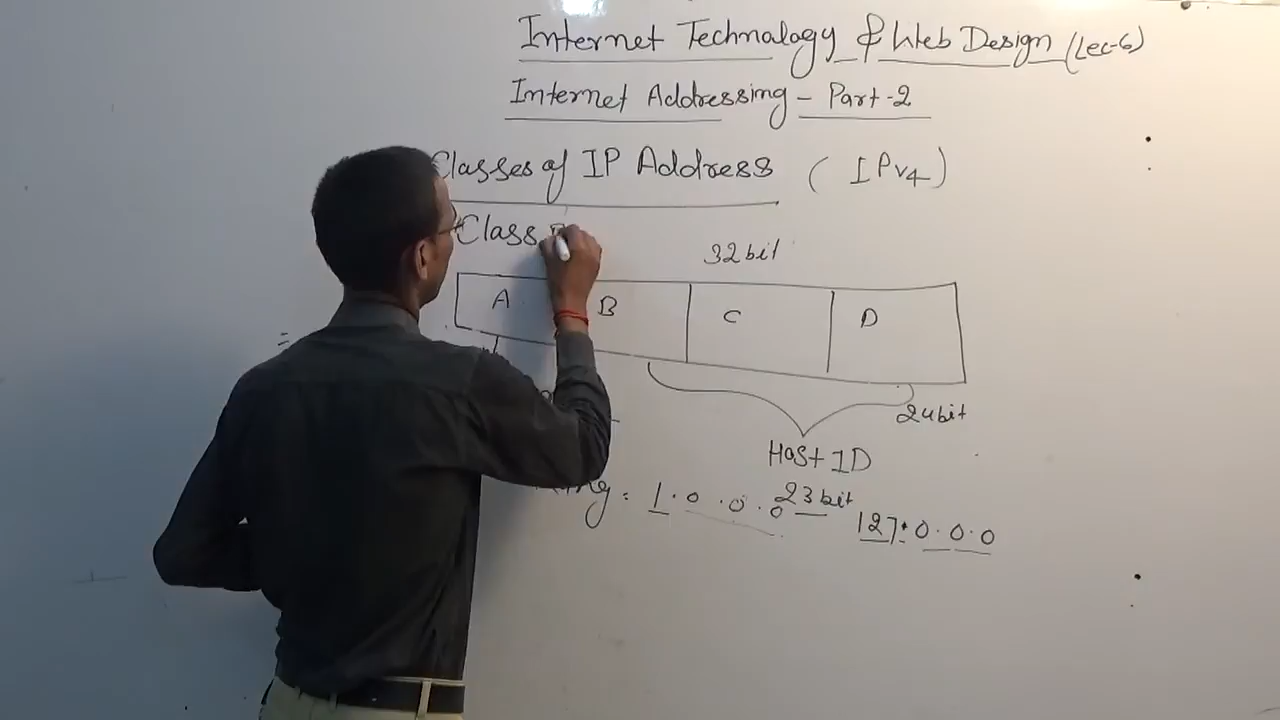 Internet Technalogy & Web Design (Lec-6)
Internet Addressing - Part-2
Classes of IP Address ( IPv4 )
Class
32 bit
A B C D
24 bit
Host ID
1.0.0.0 23 bit 127.0.0.0